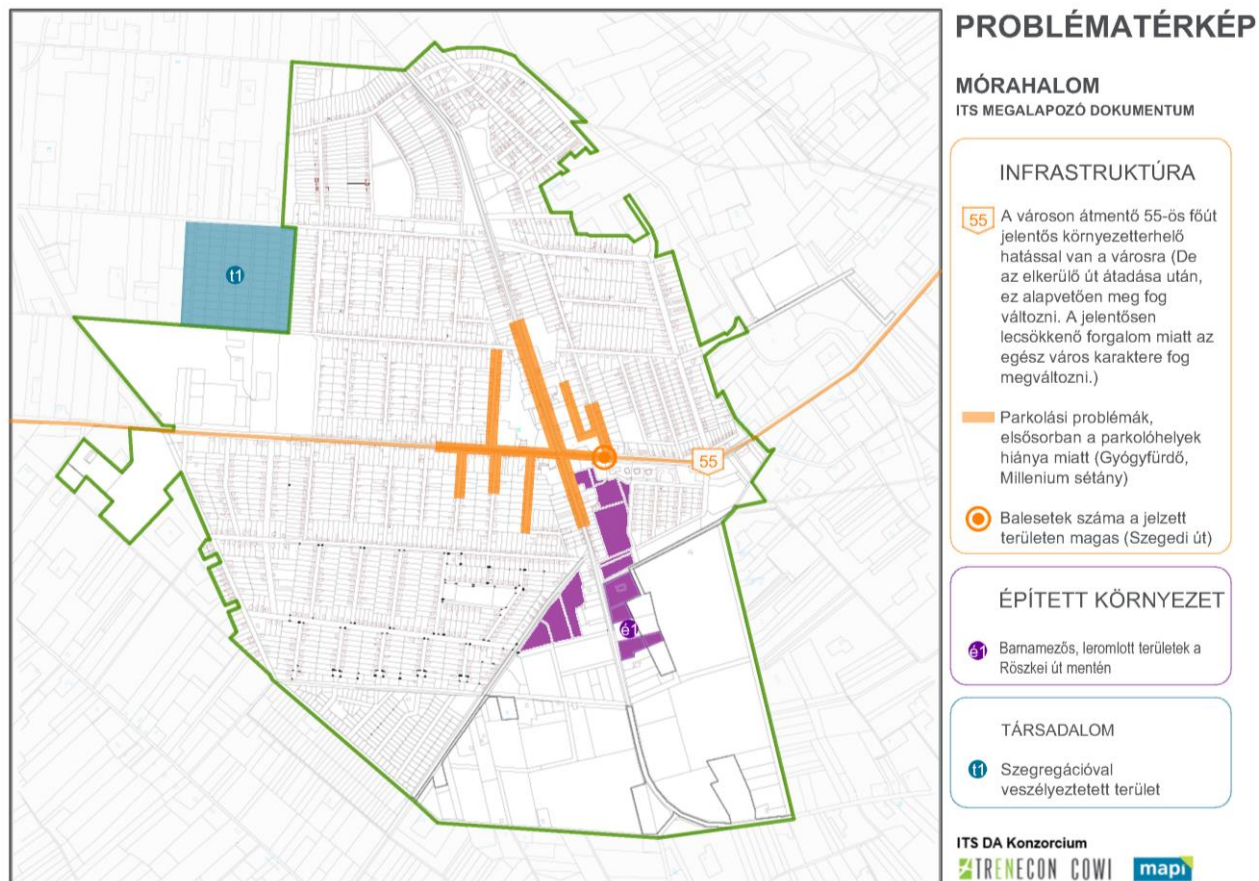 PROBLÉMATÉRKÉP
MÓRAHALOM
ITS MEGALAPOZÓ DOKUMENTUM
INFRASTRUKTÚRA
55
A városon átmentő 55-ös főút
jelentős környezetterhelő
hatással van a városra (De
az elkerülő út átadása után,
ez alapvetően meg fog
változni. A jelentősen
lecsökkenő forgalom miatt az
egész város karaktere fog
megváltozni.)
Parkolási problémák,
elsősorban a parkolóhelyek
hiánya miatt (Gyógyfürdő,
Millenium sétány)
Balesetek száma a jelzett
területen magas (Szegedi út)
ÉPÍTETT KÖRNYEZET
é1
Barnamezős, leromlott területek a
Röszkei út mentén
TÁRSADALOM
t1
Szegregációval
veszélyeztetett terület
ITS DA Konzorcium
TRENECON COWI
mapi
t1
55
é1